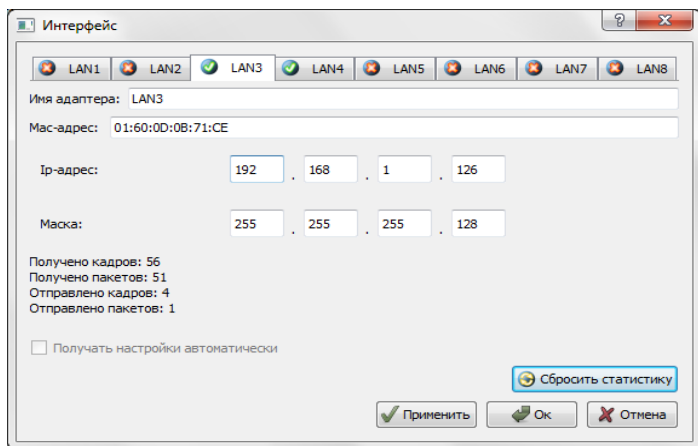 Интерфейс
LAN1 LAN2 LAN3 LAN4 LAN5 LAN6 LAN7 LAN8
Имя адаптера: LAN3
Mac-адрес: 01:60:0D:0B:71:CE
Ip-адрес: 192 . 168 . 1 . 126
Маска: 255 . 255 . 255 . 128
Получено кадров: 56
Получено пакетов: 51
Отправлено кадров: 4
Отправлено пакетов: 1
Получать настройки автоматически
Сбросить статистику
Применить Ок Отмена